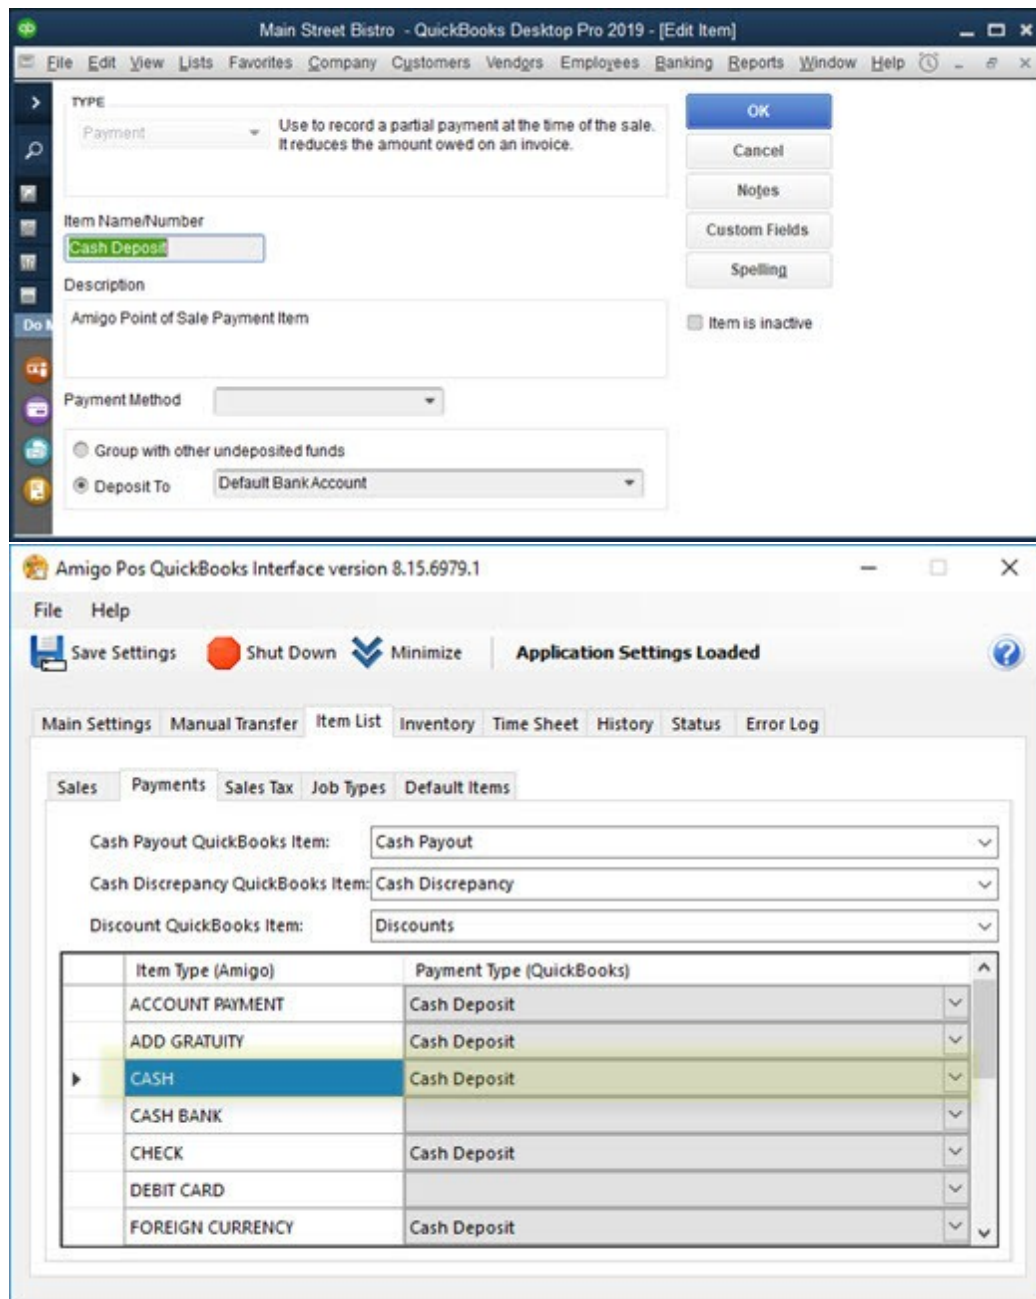 Main Street Bistro - QuickBooks Desktop Pro 2019 - [Edit Item]
File Edit View Lists Favorites Company Customers Vendors Employees Banking Reports Window Help
TYPE
Payment
Use to record a partial payment at the time of the sale.
It reduces the amount owed on an invoice.
OK
Cancel
Notes
Custom Fields
Spelling
Item is inactive
Item Name/Number
Cash Deposit
Description
Amigo Point of Sale Payment Item
Do
Payment Method
Group with other undeposited funds
Deposit To Default Bank Account
Amigo Pos QuickBooks Interface version 8.15.6979.1
File Help
Save Settings Shut Down Minimize Application Settings Loaded
Main Settings Manual Transfer Item List Inventory Time Sheet History Status Error Log
Sales Payments Sales Tax Job Types Default Items
Cash Payout QuickBooks Item: Cash Payout
Cash Discrepancy QuickBooks Item: Cash Discrepancy
Discount QuickBooks Item: Discounts
Item Type (Amigo) Payment Type (QuickBooks)
ACCOUNT PAYMENT Cash Deposit
ADD GRATUITY Cash Deposit
CASH Cash Deposit
CASH BANK
CHECK Cash Deposit
DEBIT CARD
FOREIGN CURRENCY Cash Deposit